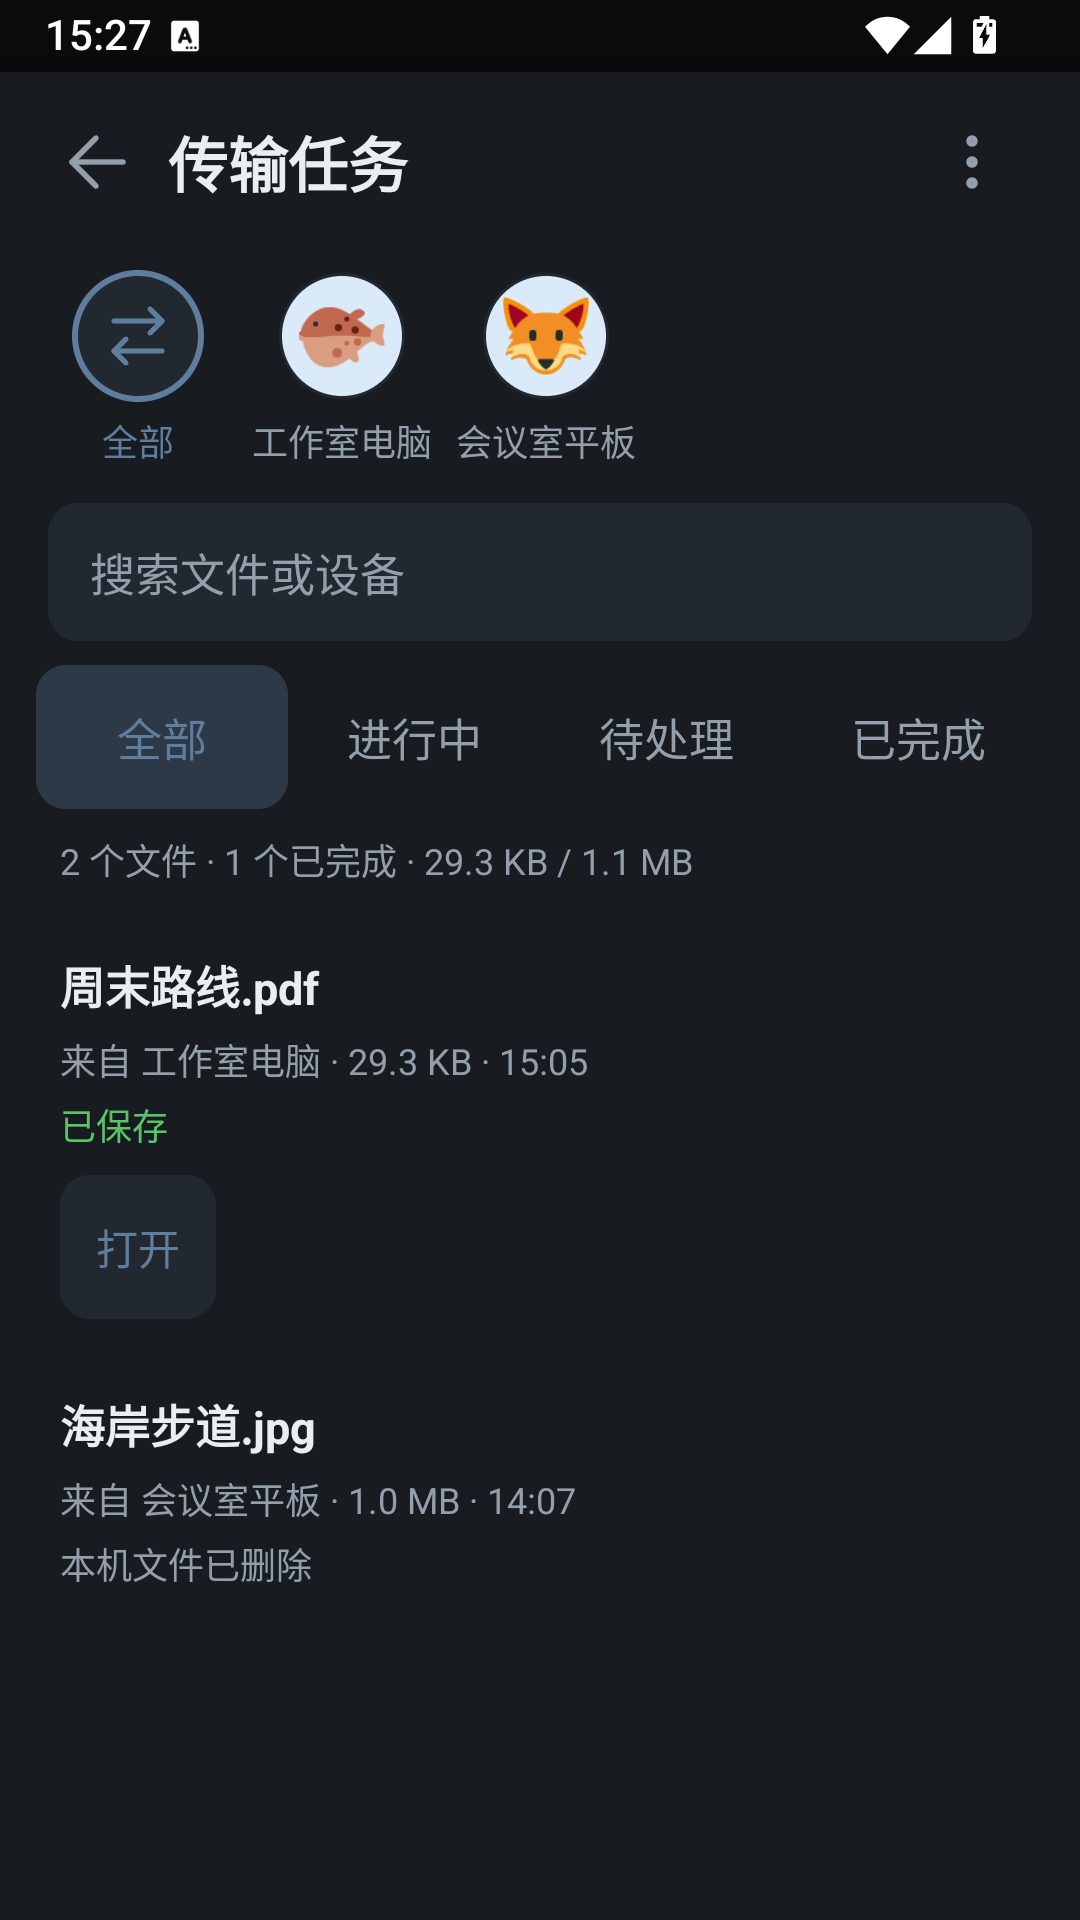 15:27
传输任务
全部 工作室电脑 会议室平板
搜索文件或设备
全部 进行中 待处理 已完成
2 个文件 · 1 个已完成 · 29.3 KB / 1.1 MB
周末路线.pdf
来自 工作室电脑 · 29.3 KB · 15:05
已保存
打开
海岸步道.jpg
来自 会议室平板 · 1.0 MB · 14:07
本机文件已删除